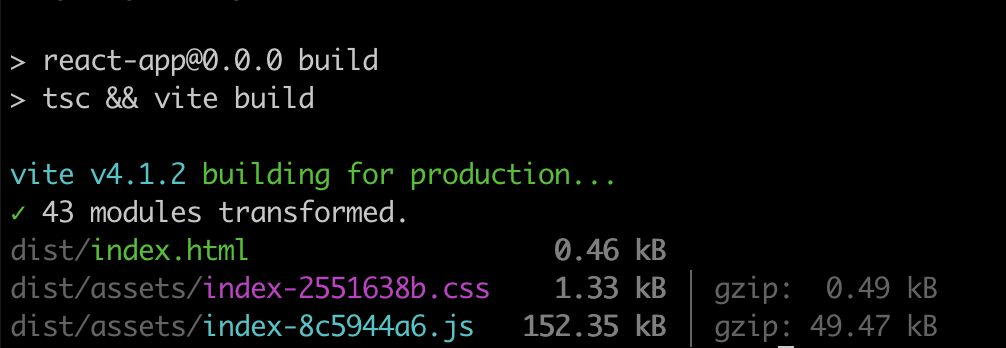 > react-app@0.0.0 build
> tsc && vite build
vite v4.1.2 building for production...
✓ 43 modules transformed.
dist/index.html 0.46 kB
dist/assets/index-2551638b.css 1.33 kB │ gzip: 0.49 kB
dist/assets/index-8c5944a6.js 152.35 kB │ gzip: 49.47 kB